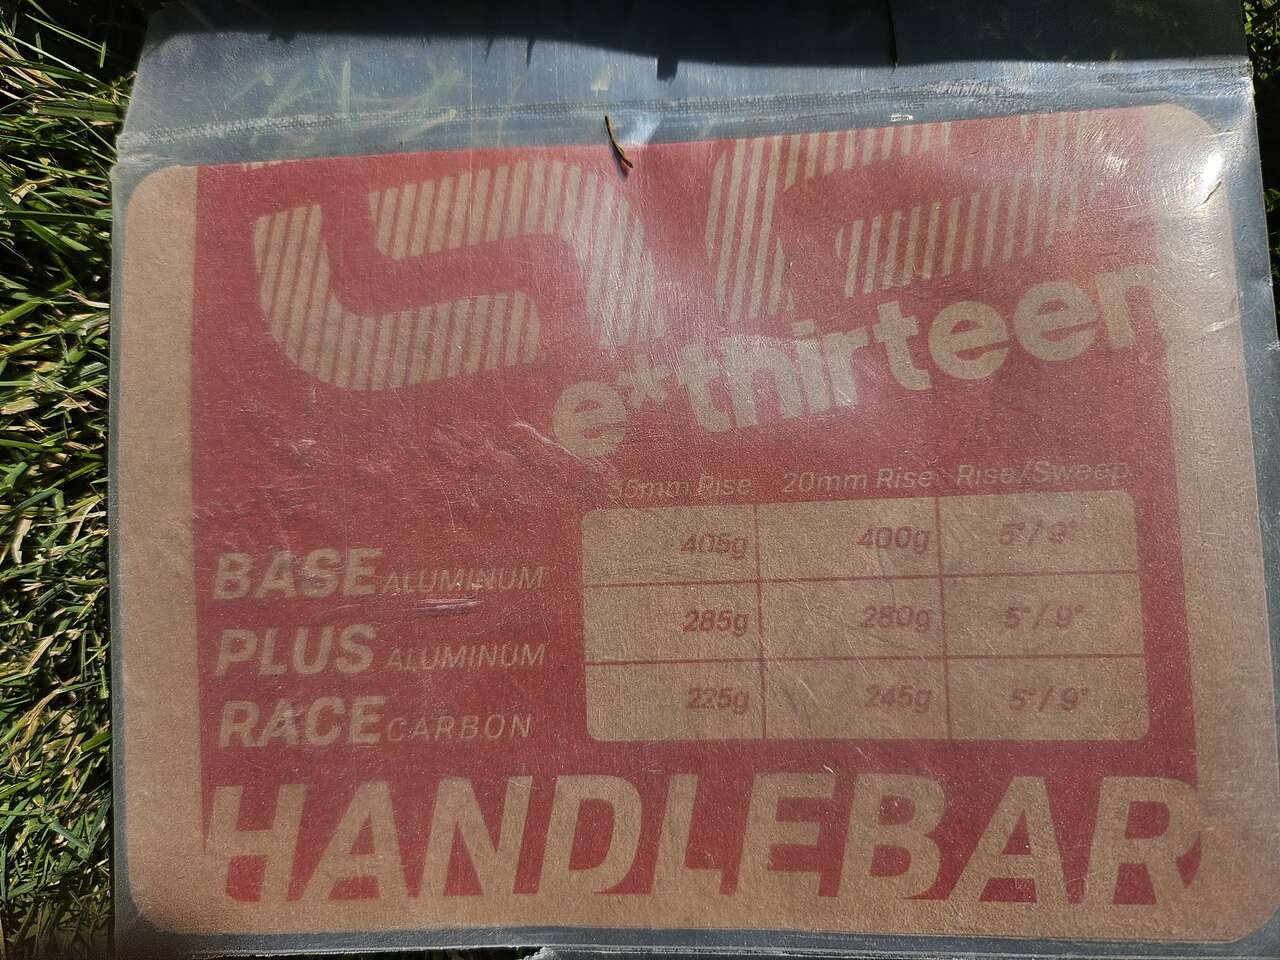 e*thirteen
35mm Rise 20mm Rise Rise/Sweep
BASE ALUMINUM 405g 400g 5°/9°
PLUS ALUMINUM 285g 280g 5°/9°
RACE CARBON 225g 245g 5°/9°
HANDLEBAR